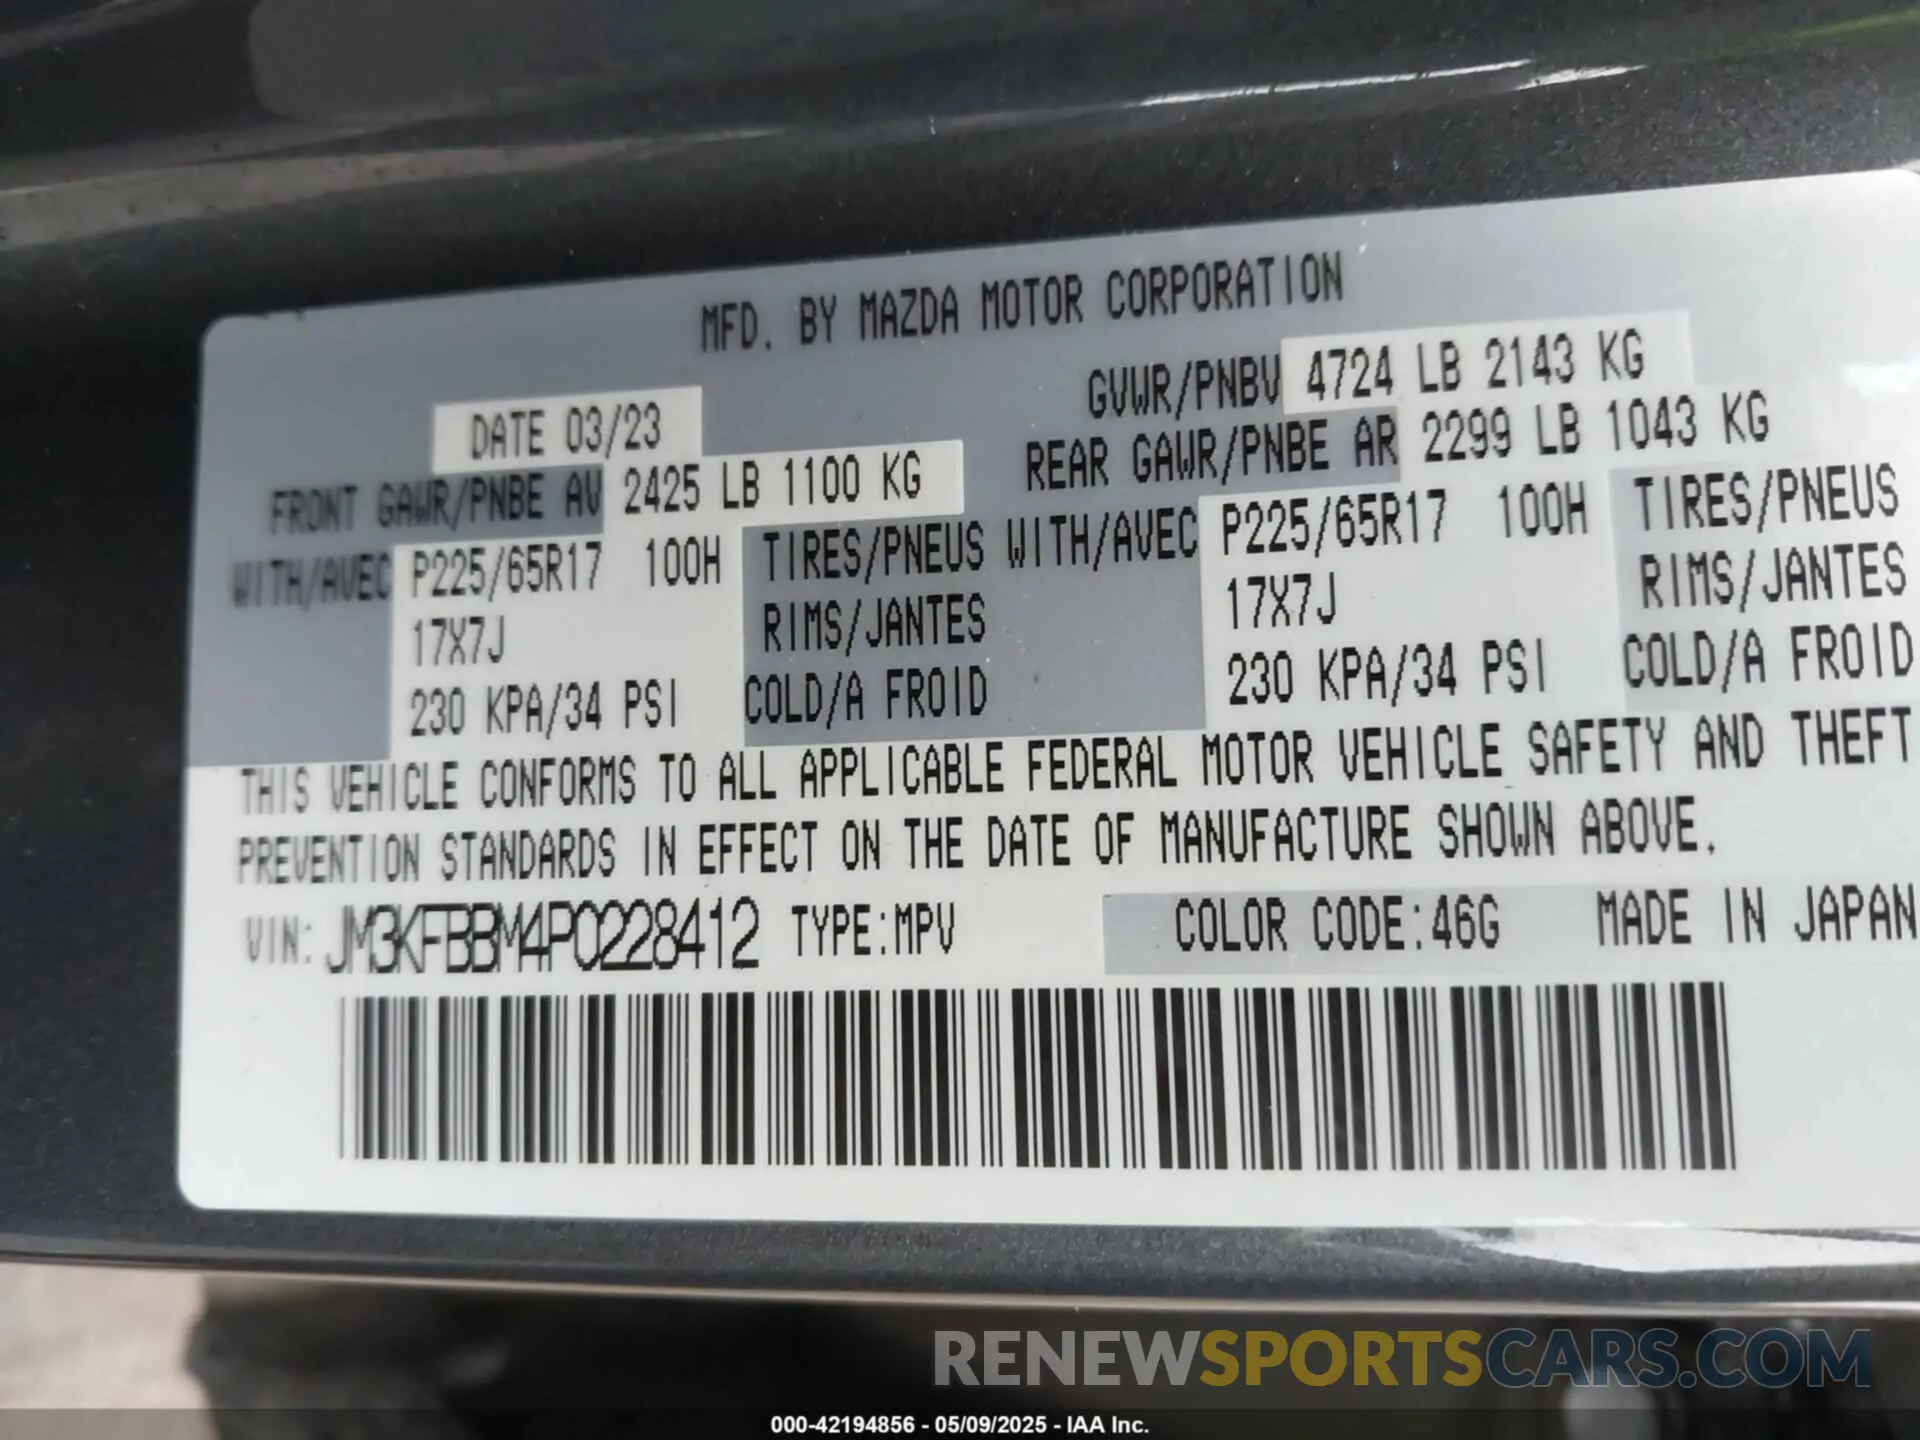 MFD. BY MAZDA MOTOR CORPORATION
DATE 03/23 GVWR/PNBV 4724 LB 2143 KG
FRONT GAWR/PNBE AV 2425 LB 1100 KG REAR GAWR/PNBE AR 2299 LB 1043 KG
WITH/AVEC P225/65R17 100H TIRES/PNEUS WITH/AVEC P225/65R17 100H TIRES/PNEUS
17X7J RIMS/JANTES 17X7J RIMS/JANTES
230 KPA/34 PSI COLD/A FROID 230 KPA/34 PSI COLD/A FROID
THIS VEHICLE CONFORMS TO ALL APPLICABLE FEDERAL MOTOR VEHICLE SAFETY AND THEFT
PREVENTION STANDARDS IN EFFECT ON THE DATE OF MANUFACTURE SHOWN ABOVE.
VIN: JM3KFBBM4P0228412 TYPE:MPV COLOR CODE:46G MADE IN JAPAN
RENEWSPORTSCARS.COM
000-42194856 - 05/09/2025 - IAA Inc.